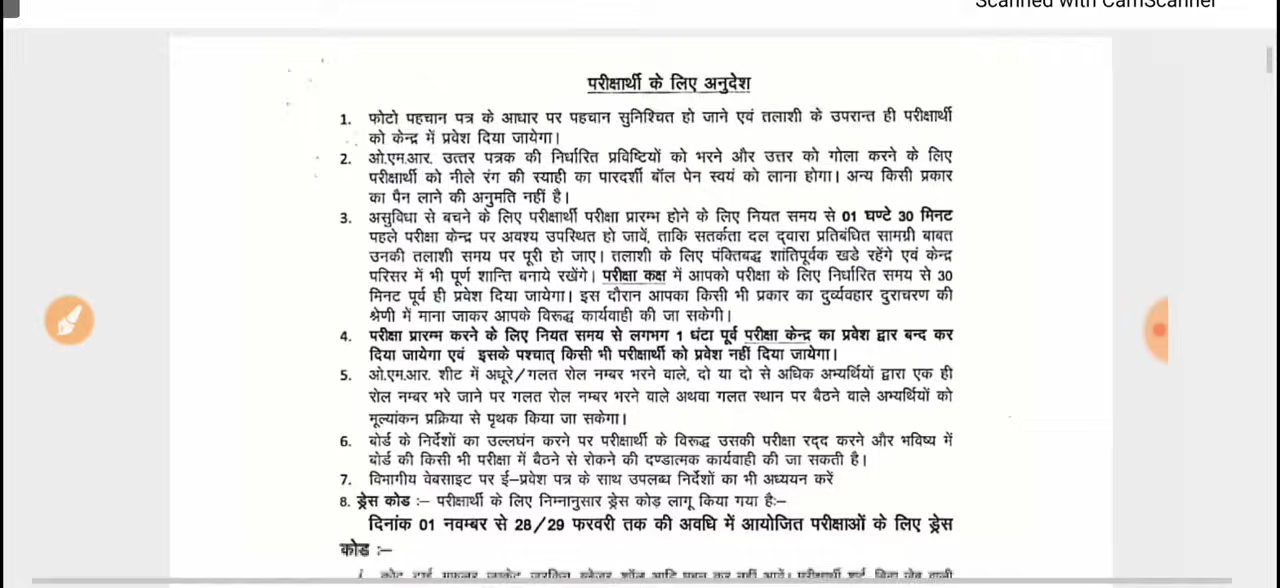 Scanned with CamScanner
परीक्षार्थी के लिए अनुदेश
1. फोटो पहचान पत्र के आधार पर पहचान सुनिश्चित हो जाने एवं तलाशी के उपरान्त ही परीक्षार्थी
को केन्द्र में प्रवेश दिया जायेगा।
2. ओ.एम.आर. उत्तर पत्रक की निर्धारित प्रविष्टियों को भरने और उत्तर को गोला करने के लिए
परीक्षार्थी को नीले रंग की स्याही का पारदर्शी बॉल पेन स्वयं को लाना होगा। अन्य किसी प्रकार
का पैन लाने की अनुमति नहीं है।
3. असुविधा से बचने के लिए परीक्षार्थी परीक्षा प्रारम्भ होने के लिए नियत समय से 01 घण्टे 30 मिनट
पहले परीक्षा केन्द्र पर अवश्य उपस्थित हो जावें, ताकि सतर्कता दल द्वारा प्रतिबंधित सामग्री बाबत
उनकी तलाशी समय पर पूरी हो जाए। तलाशी के लिए पंक्तिबद्ध शांतिपूर्वक खडे रहेंगे एवं केन्द्र
परिसर में भी पूर्ण शान्ति बनाये रखेंगे। परीक्षा कक्ष में आपको परीक्षा के लिए निर्धारित समय से 30
मिनट पूर्व ही प्रवेश दिया जायेगा। इस दौरान आपका किसी भी प्रकार का दुर्व्यवहार दुराचरण की
श्रेणी में माना जाकर आपके विरूद्ध कार्यवाही की जा सकेगी।
4. परीक्षा प्रारम्भ करने के लिए नियत समय से लगभग 1 धंटा पूर्व परीक्षा केन्द्र का प्रवेश द्वार बन्द कर
दिया जायेगा एवं इसके पश्चात् किसी भी परीक्षार्थी को प्रवेश नहीं दिया जायेगा।
5. ओ.एम.आर. शीट में अधूरे/गलत रोल नम्बर भरने वाले, दो या दो से अधिक अभ्यर्थियों द्वारा एक ही
रोल नम्बर भरे जाने पर गलत रोल नम्बर भरने वाले अथवा गलत स्थान पर बैठने वाले अभ्यर्थियों को
मूल्यांकन प्रक्रिया से पृथक किया जा सकेगा।
6. बोर्ड के निर्देशों का उल्लघंन करने पर परीक्षार्थी के विरूद्ध उसकी परीक्षा रद्द करने और भविष्य में
बोर्ड की किसी भी परीक्षा में बैठने से रोकने की दण्डात्मक कार्यवाही की जा सकती है।
7. विभागीय वेबसाइट पर ई–प्रवेश पत्र के साथ उपलब्ध निर्देशों का भी अध्ययन करें
8. ड्रेस कोड :– परीक्षार्थी के लिए निम्नानुसार ड्रेस कोड़ लागू किया गया है:–
दिनांक 01 नवम्बर से 28/29 फरवरी तक की अवधि में आयोजित परीक्षाओं के लिए ड्रेस
कोड :–